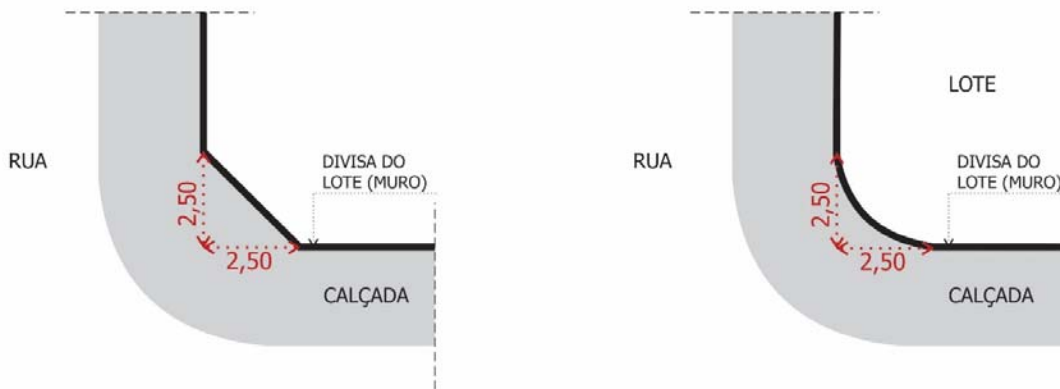 RUA
2,50
2,50
DIVISA DO
LOTE (MURO)
CALÇADA
LOTE
RUA
2,50
2,50
DIVISA DO
LOTE (MURO)
CALÇADA